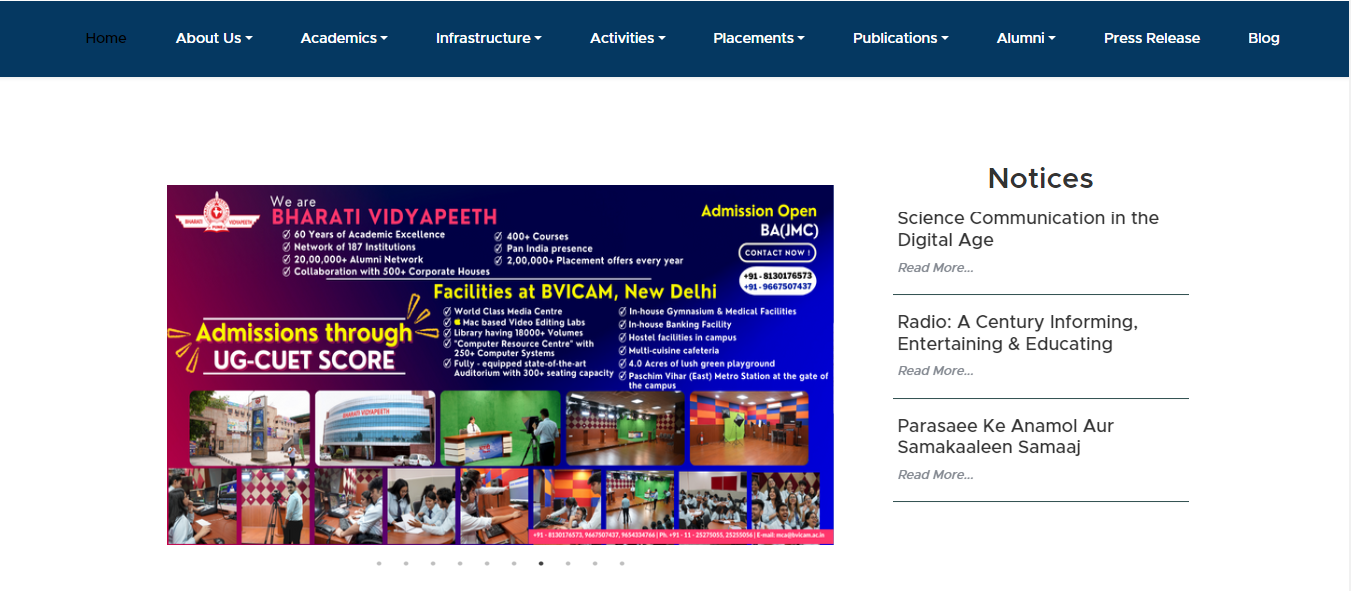 Home About Us Academics Infrastructure Activities Placements Publications Alumni Press Release Blog
BHARATI VIDYAPEETH
We are
BHARATI VIDYAPEETH
60 Years of Academic Excellence
Network of 187 Institutions
20,00,000+ Alumni Network
Collaboration with 500+ Corporate Houses
400+ Courses
Pan India presence
2,00,000+ Placement offers every year
Admission Open
BA(JMC)
CONTACT NOW !
+91 - 8130176573
+91 - 9667507437
Admissions through
UG-CUET SCORE
Facilities at BVICAM, New Delhi
World Class Media Centre
Mac based Video Editing Labs
Library having 18000+ Volumes
"Computer Resource Centre" with
250+ Computer Systems
Fully - equipped state-of-the-art
Auditorium with 300+ seating capacity
In-house Gymnasium & Medical Facilities
In-house Banking Facility
Hostel facilities in campus
Multi-cuisine cafeteria
4.0 Acres of lush green playground
Paschim Vihar (East) Metro Station at the gate of
the campus
BHARATI VIDYAPEETH
+91 - 8130176573, 9667507437, 9654334766 | Ph. +91 - 11 - 25275055, 25255056 | E-mail: mca@bvicam.ac.in
Notices
Science Communication in the
Digital Age
Read More...
Radio: A Century Informing,
Entertaining & Educating
Read More...
Parasaee Ke Anamol Aur
Samakaaleen Samaaj
Read More...